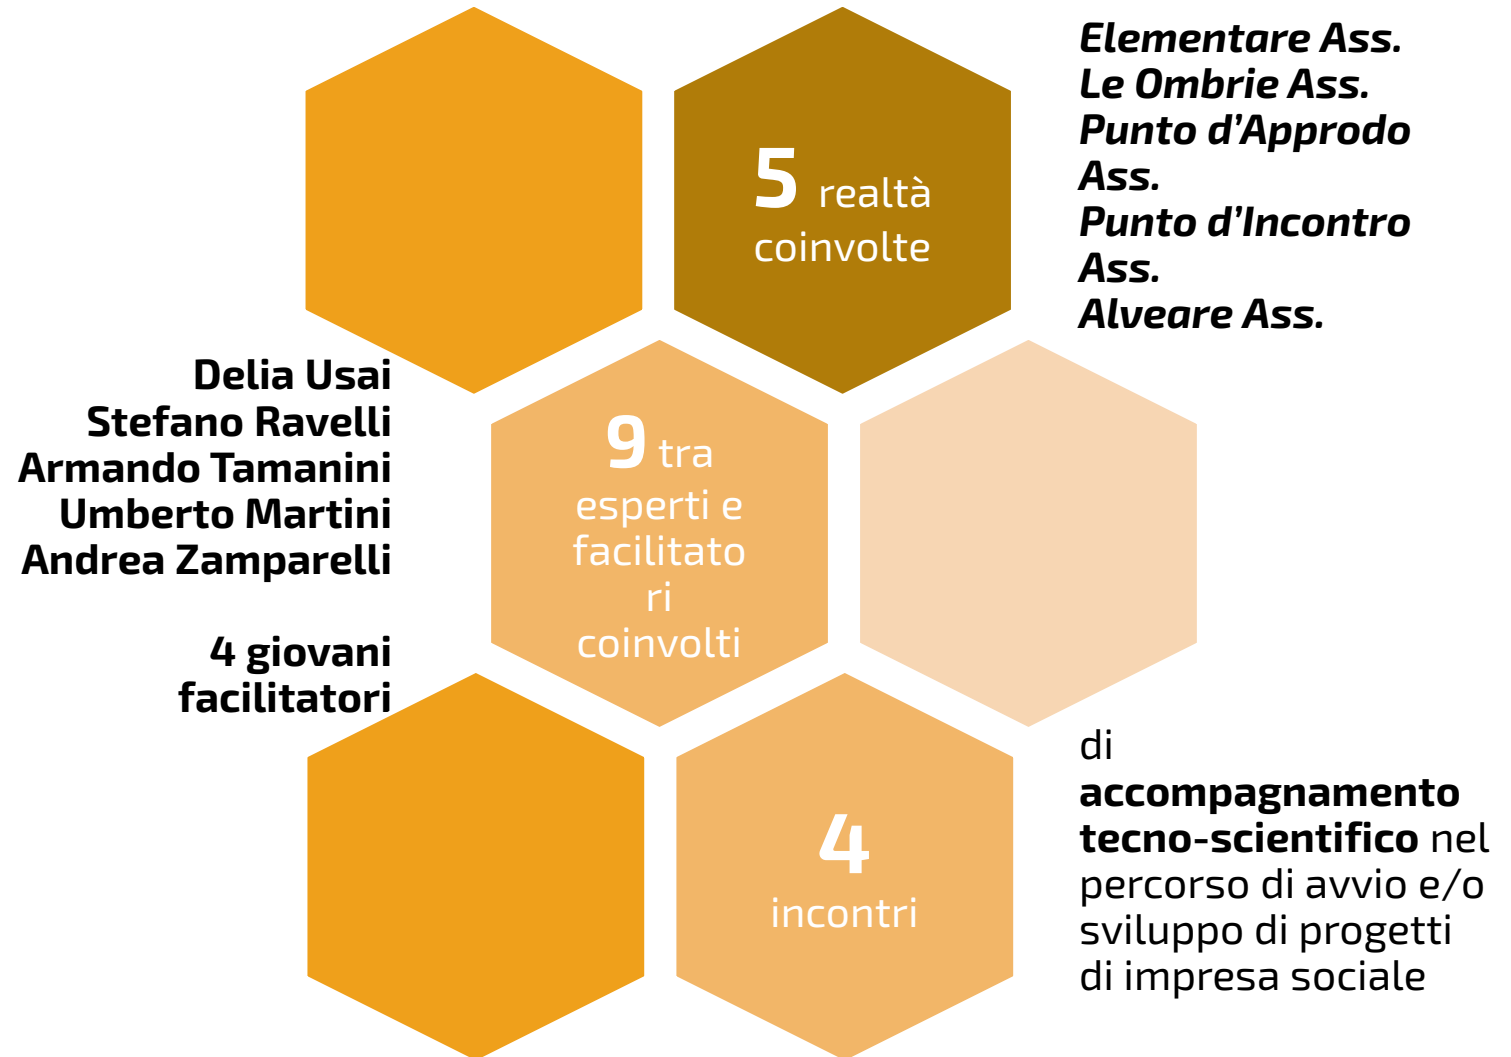 5 realtà
coinvolte
Elementare Ass.
Le Ombrie Ass.
Punto d’Approdo
Ass.
Punto d’Incontro
Ass.
Alveare Ass.
Delia Usai
Stefano Ravelli
Armando Tamanini
Umberto Martini
Andrea Zamparelli
4 giovani
facilitatori
9 tra
esperti e
facilitato
ri
coinvolti
4
incontri
di
accompagnamento
tecno-scientifico nel
percorso di avvio e/o
sviluppo di progetti
di impresa sociale